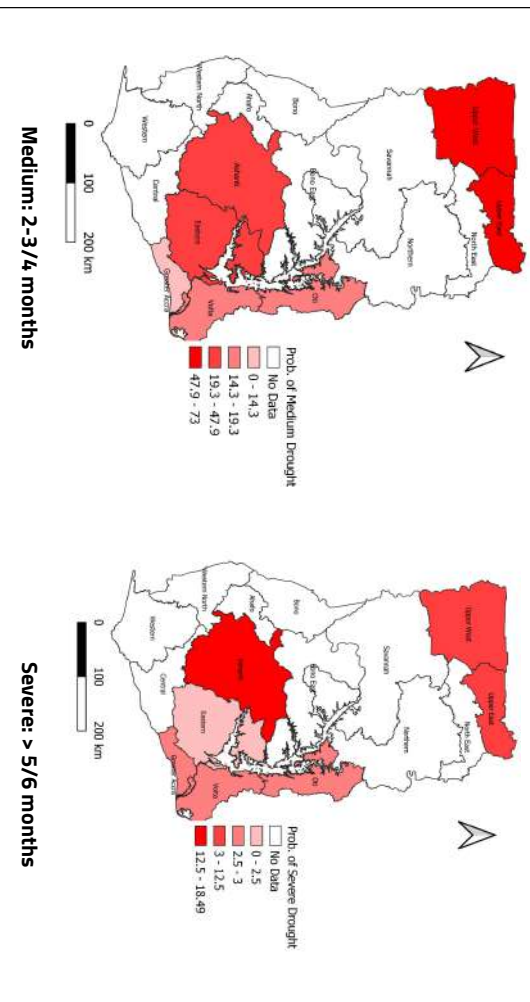 Upper West
Upper East
North East
Northern
Savannah
Bono
Bono East
Oti
Ahafo
Ashanti
Western North
Eastern
Volta
Western
Central
Greater Accra
0 100 200 km
Prob. of Medium Drought
No Data
0 - 14.3
14.3 - 19.3
19.3 - 47.9
47.9 - 73
Medium: 2-3/4 months
Upper West
Upper East
North East
Northern
Savannah
Bono
Bono East
Oti
Ahafo
Ashanti
Western North
Eastern
Volta
Western
Central
Greater Accra
0 100 200 km
Prob. of Severe Drought
No Data
0 - 2.5
2.5 - 3
3 - 12.5
12.5 - 18.49
Severe: > 5/6 months